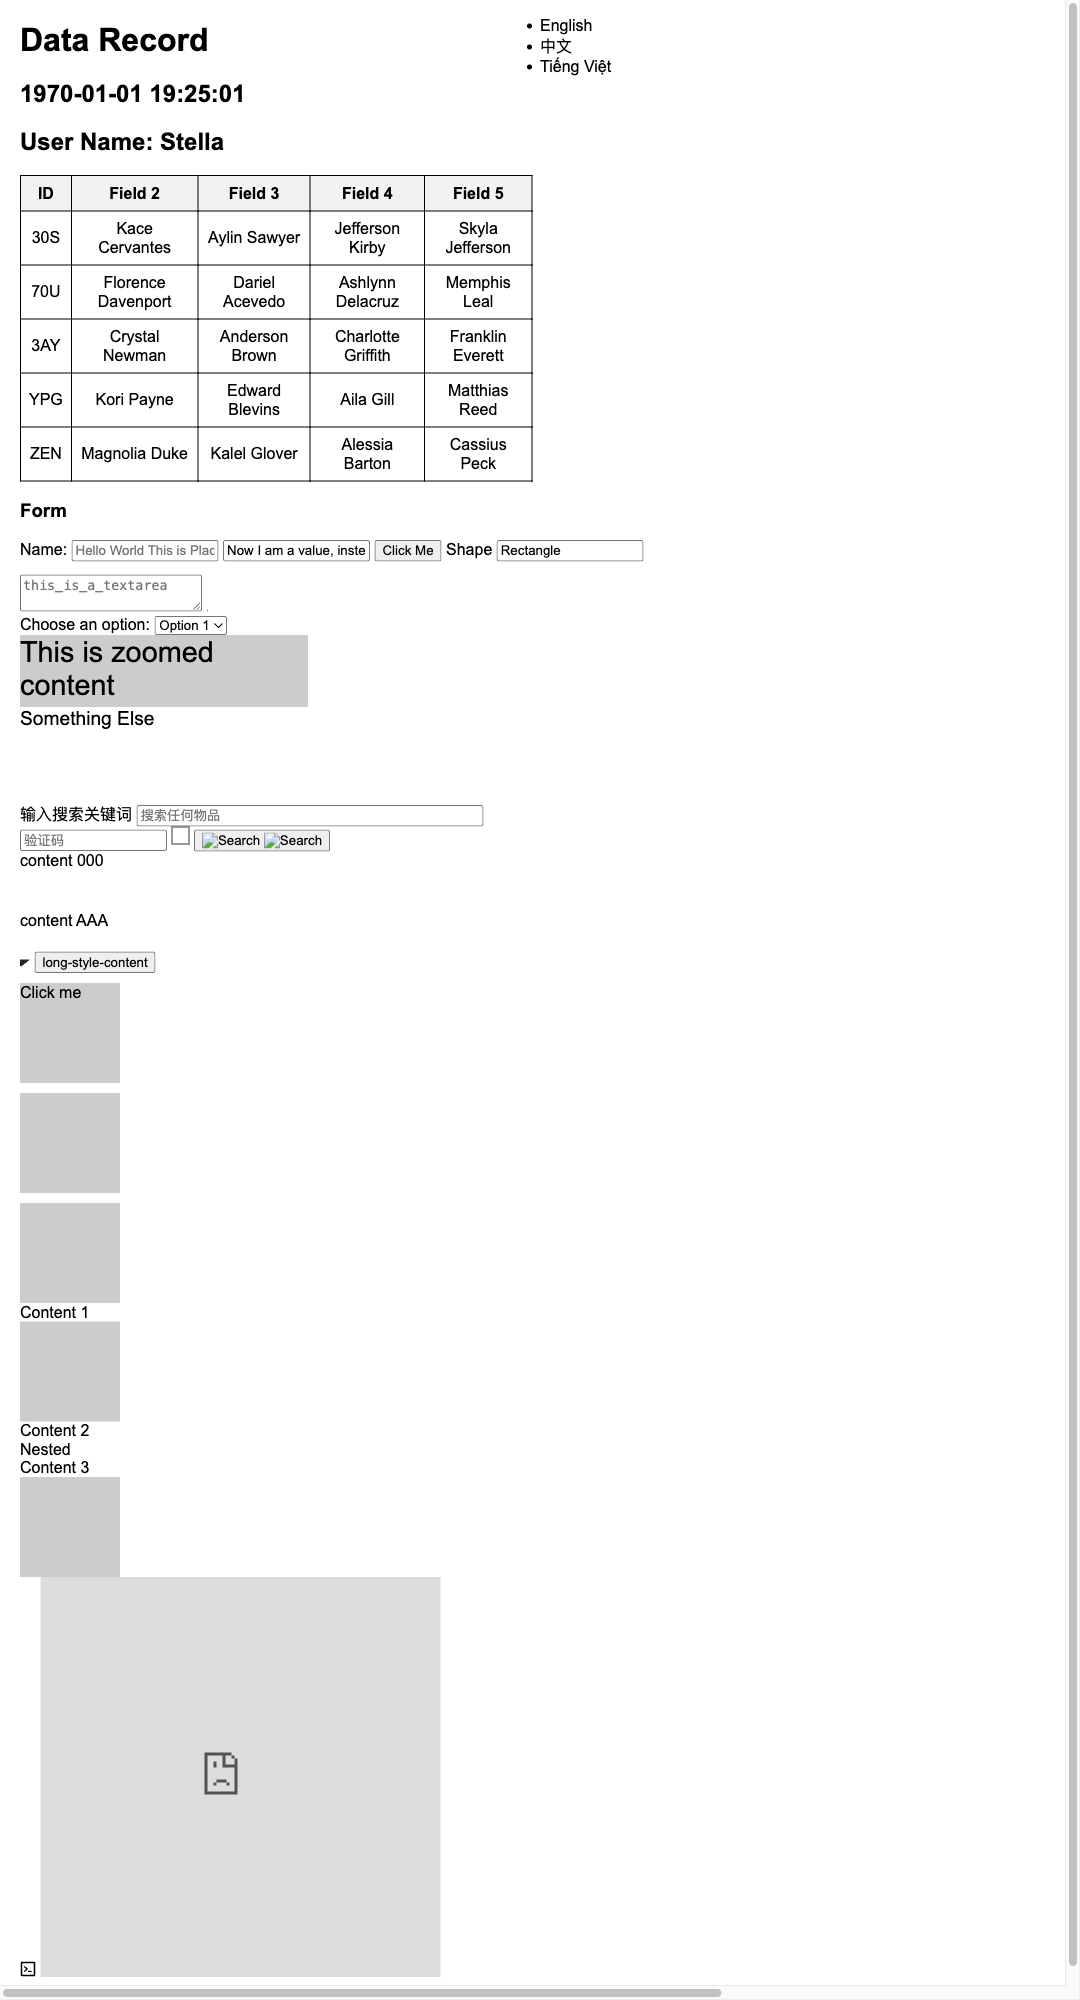 Data Record
English
中文
Tiếng Việt
1970-01-01 19:25:01
User Name: Stella
ID Field 2 Field 3 Field 4 Field 5
30S Kace Cervantes Aylin Sawyer Jefferson Kirby Skyla Jefferson
70U Florence Davenport Dariel Acevedo Ashlynn Delacruz Memphis Leal
3AY Crystal Newman Anderson Brown Charlotte Griffith Franklin Everett
YPG Kori Payne Edward Blevins Aila Gill Matthias Reed
ZEN Magnolia Duke Kalel Glover Alessia Barton Cassius Peck
Form
Name: Hello World This is Plac Now I am a value, inste Click Me Shape Rectangle
this_is_a_textarea
Choose an option: Option 1
This is zoomed
content
Something Else
输入搜索关键词 搜索任何物品
验证码 Search Search
content 000
content AAA
long-style-content
Click me
Content 1
Content 2
Nested
Content 3